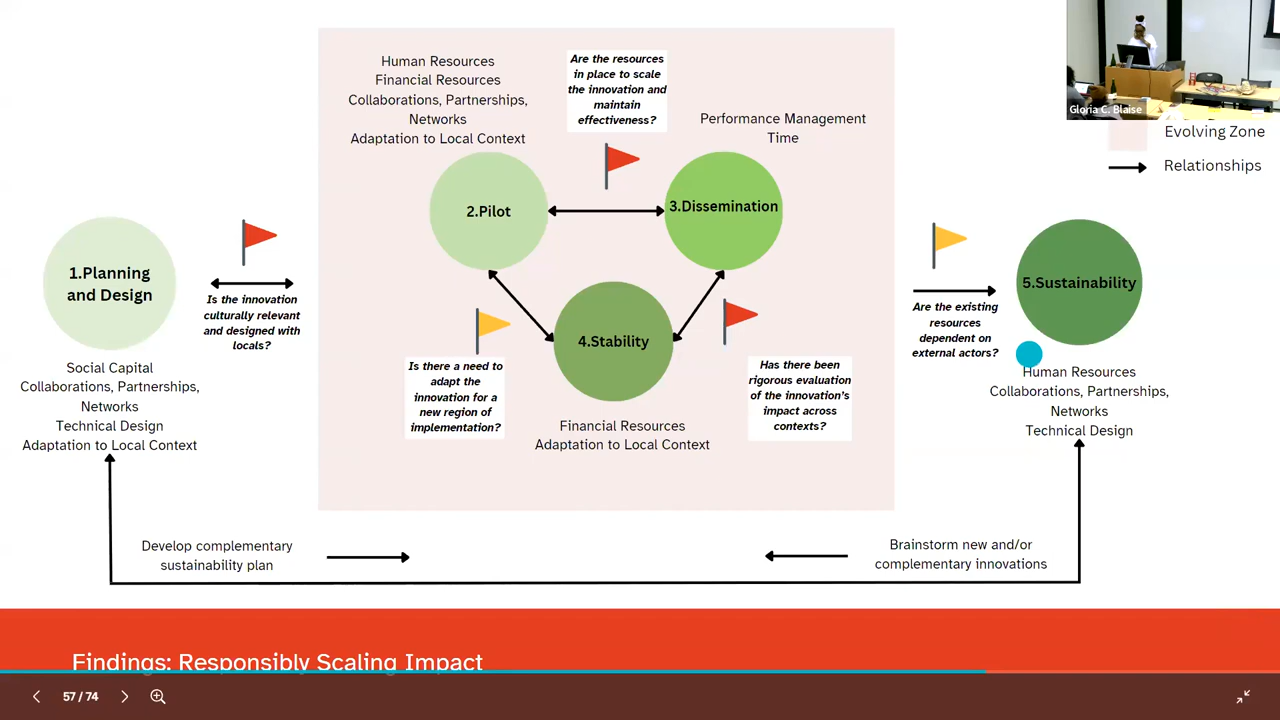 Human Resources
Financial Resources
Collaborations, Partnerships,
Networks
Adaptation to Local Context
Are the resources
in place to scale
the innovation and
maintain
effectiveness?
Performance Management
Time
Gloria C. Blaise
Evolving Zone
Relationships
2.Pilot
3.Dissemination
1.Planning
and Design
Is the innovation
culturally relevant
and designed with
locals?
4.Stability
5.Sustainability
Are the existing
resources
dependent on
external actors?
Is there a need to
adapt the
innovation for a
new region of
implementation?
Has there been
rigorous evaluation
of the innovation's
impact across
contexts?
Social Capital
Collaborations, Partnerships,
Networks
Technical Design
Adaptation to Local Context
Financial Resources
Adaptation to Local Context
Human Resources
Collaborations, Partnerships,
Networks
Technical Design
Develop complementary
sustainability plan
Brainstorm new and/or
complementary innovations
Findings: Responsibly Scaling Impact
57 / 74